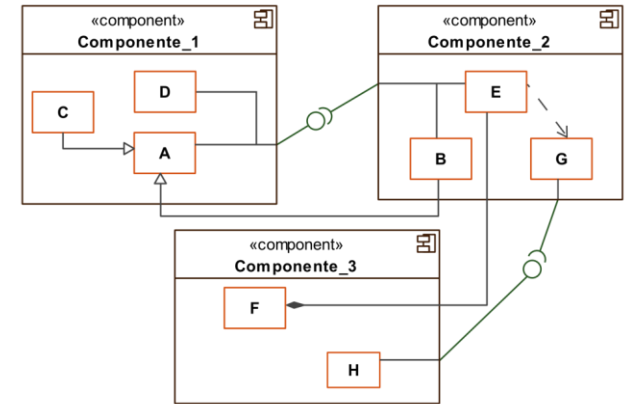 «component»
Componente_1
C
D
A
«component»
Componente_2
E
B
G
«component»
Componente_3
F
H